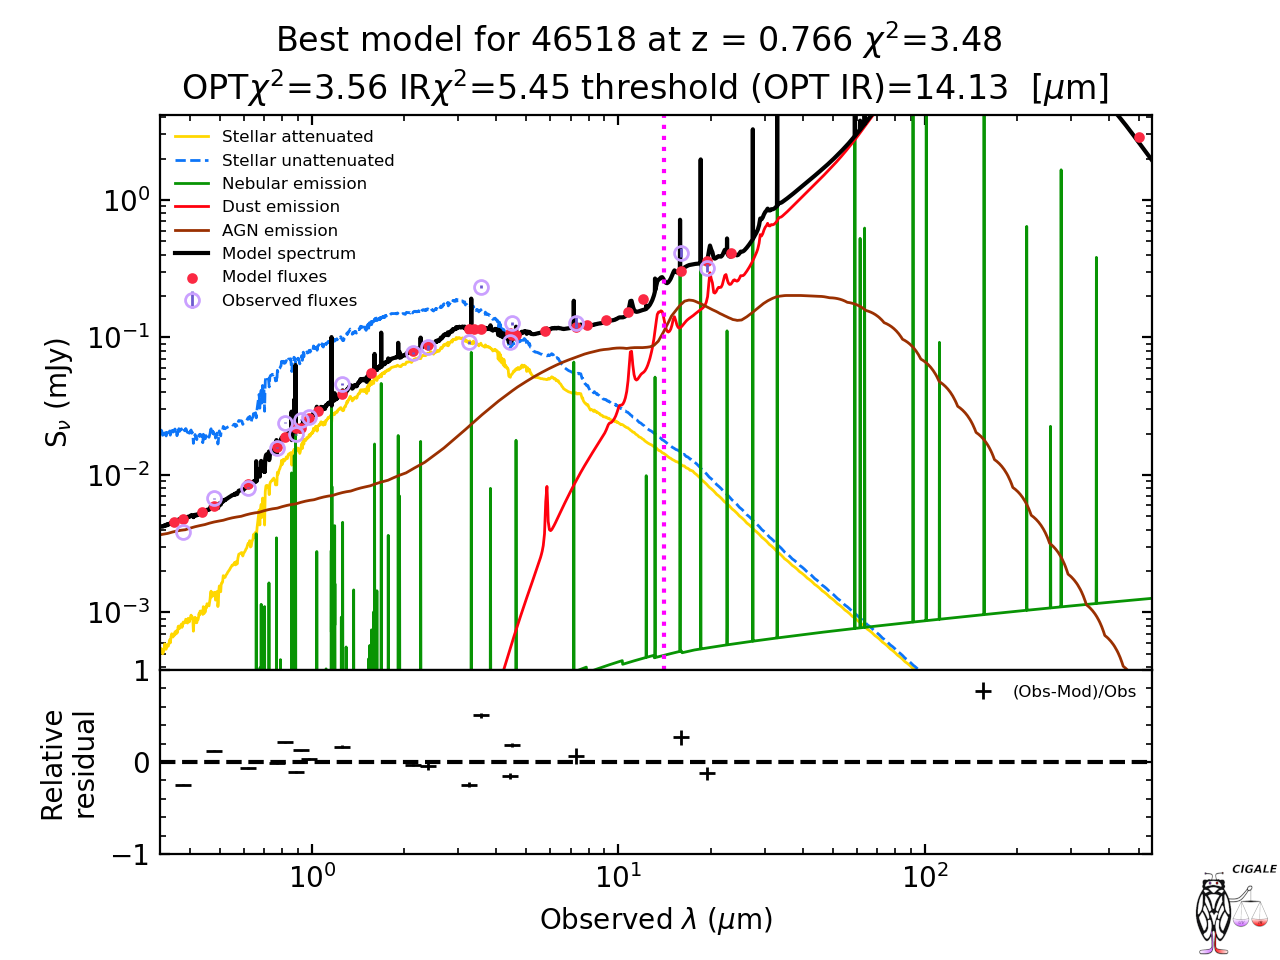 Best model for 46518 at z = 0.766 χ²=3.48
OPTχ²=3.56 IRχ²=5.45 threshold (OPT IR)=14.13 [μm]
Stellar attenuated
Stellar unattenuated
Nebular emission
Dust emission
AGN emission
Model spectrum
Model fluxes
Observed fluxes
10⁰
10⁻¹
10⁻²
10⁻³
S_ν (mJy)
1
0
−1
Relative
residual
(Obs-Mod)/Obs
10⁰ 10¹ 10²
Observed λ (μm)
CIGALE